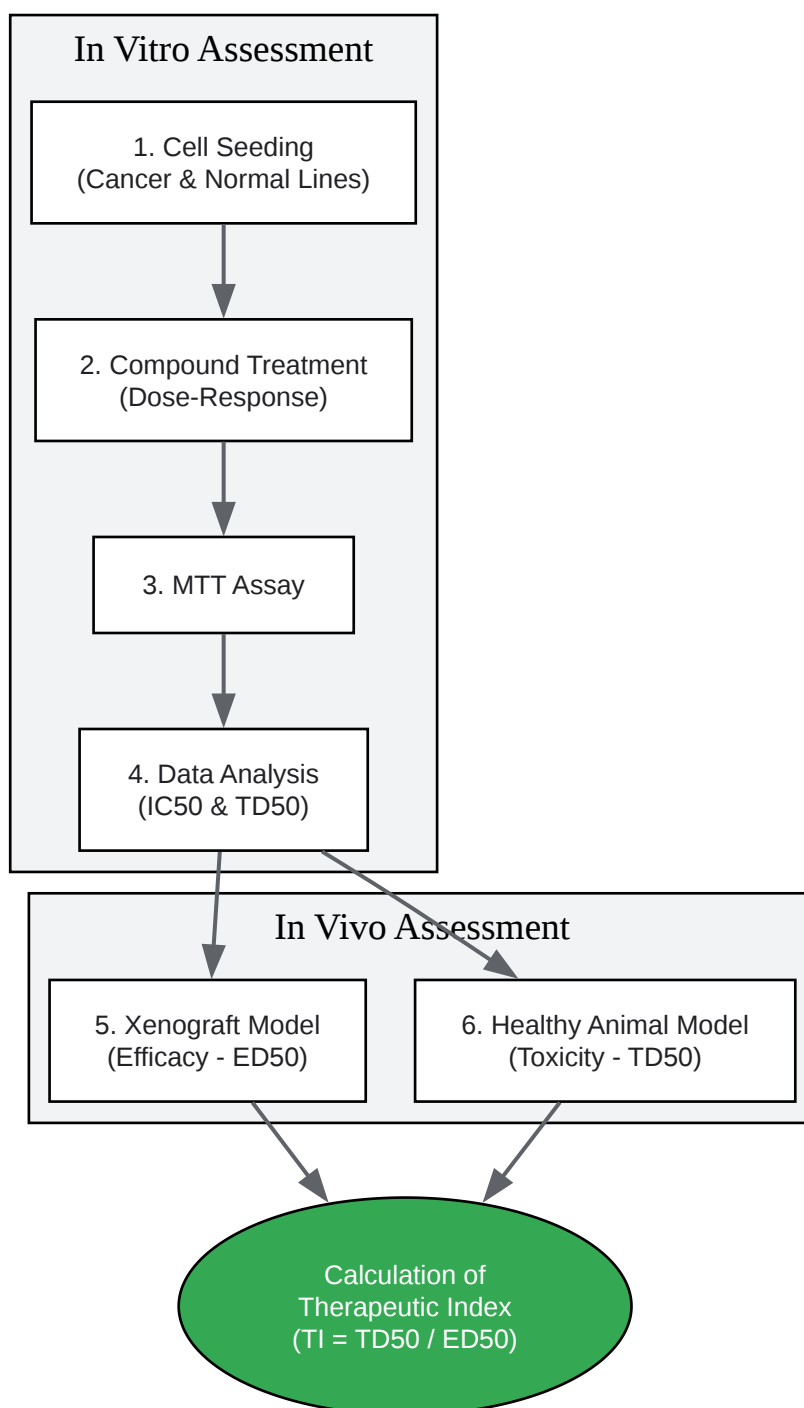 In Vitro Assessment
1. Cell Seeding
(Cancer & Normal Lines)
2. Compound Treatment
(Dose-Response)
3. MTT Assay
4. Data Analysis
(IC50 & TD50)
In Vivo Assessment
5. Xenograft Model
(Efficacy - ED50)
6. Healthy Animal Model
(Toxicity - TD50)
Calculation of
Therapeutic Index
(TI = TD50 / ED50)